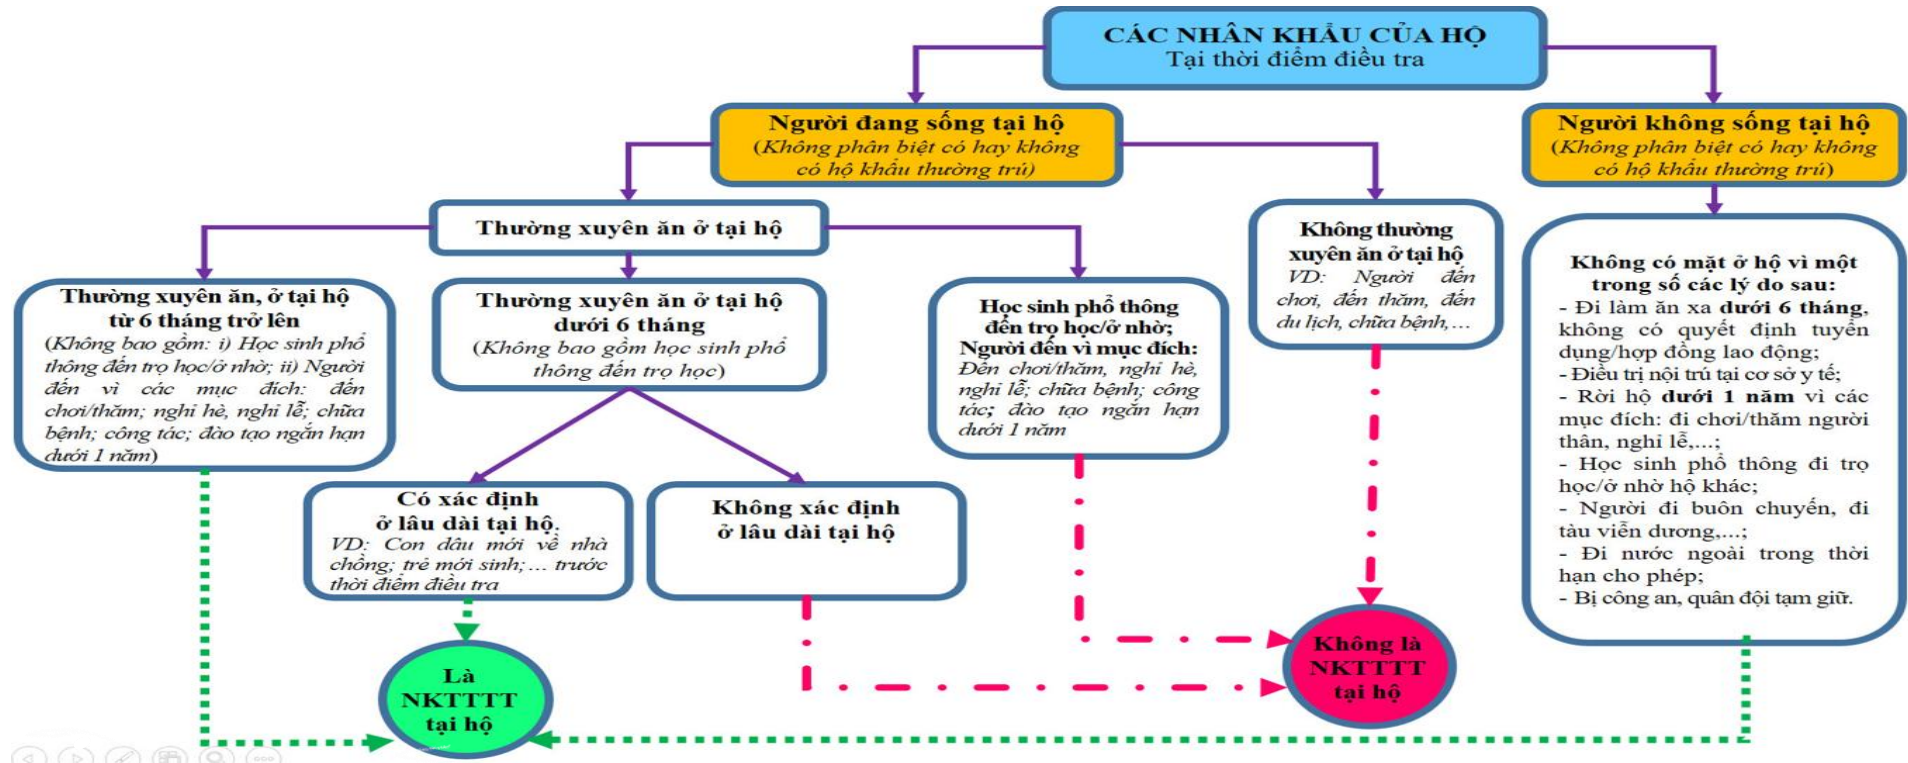 CÁC NHÂN KHẨU CỦA HỘ
Tại thời điểm điều tra
Người đang sống tại hộ
(Không phân biệt có hay không
có hộ khẩu thường trú)
Người không sống tại hộ
(Không phân biệt có hay không
có hộ khẩu thường trú)
Thường xuyên ăn ở tại hộ
Không thường
xuyên ăn ở tại hộ
VD: Người đến
chơi, đến thăm, đến
du lịch, chữa bệnh,...
Thường xuyên ăn, ở tại hộ
từ 6 tháng trở lên
(Không bao gồm: i) Học sinh phổ
thông đến trọ học/ở nhờ; ii) Người
đến vì các mục đích: đến
chơi/thăm; nghỉ hè, nghỉ lễ; chữa
bệnh; công tác; đào tạo ngắn hạn
dưới 1 năm)
Thường xuyên ăn ở tại hộ
dưới 6 tháng
(Không bao gồm học sinh phổ
thông đến trọ học)
Học sinh phổ thông
đến trọ học/ở nhờ;
Người đến vì mục đích:
Đến chơi/thăm, nghỉ hè,
nghỉ lễ; chữa bệnh; công
tác; đào tạo ngắn hạn
dưới 1 năm
Không có mặt ở hộ vì một
trong số các lý do sau:
- Đi làm ăn xa dưới 6 tháng,
không có quyết định tuyển
dụng/hợp đồng lao động;
- Điều trị nội trú tại cơ sở y tế;
- Rời hộ dưới 1 năm vì các
mục đích: đi chơi/thăm người
thân, nghỉ lễ,...;
- Học sinh phổ thông đi trọ
học/ở nhờ hộ khác;
- Người đi buôn chuyến, đi
tàu viễn dương,...;
- Đi nước ngoài trong thời
hạn cho phép;
- Bị công an, quân đội tạm giữ.
Có xác định
ở lâu dài tại hộ.
VD: Con dâu mới về nhà
chồng; trẻ mới sinh;... trước
thời điểm điều tra
Không xác định
ở lâu dài tại hộ
Là
NKTTTT
tại hộ
Không là
NKTTTT
tại hộ